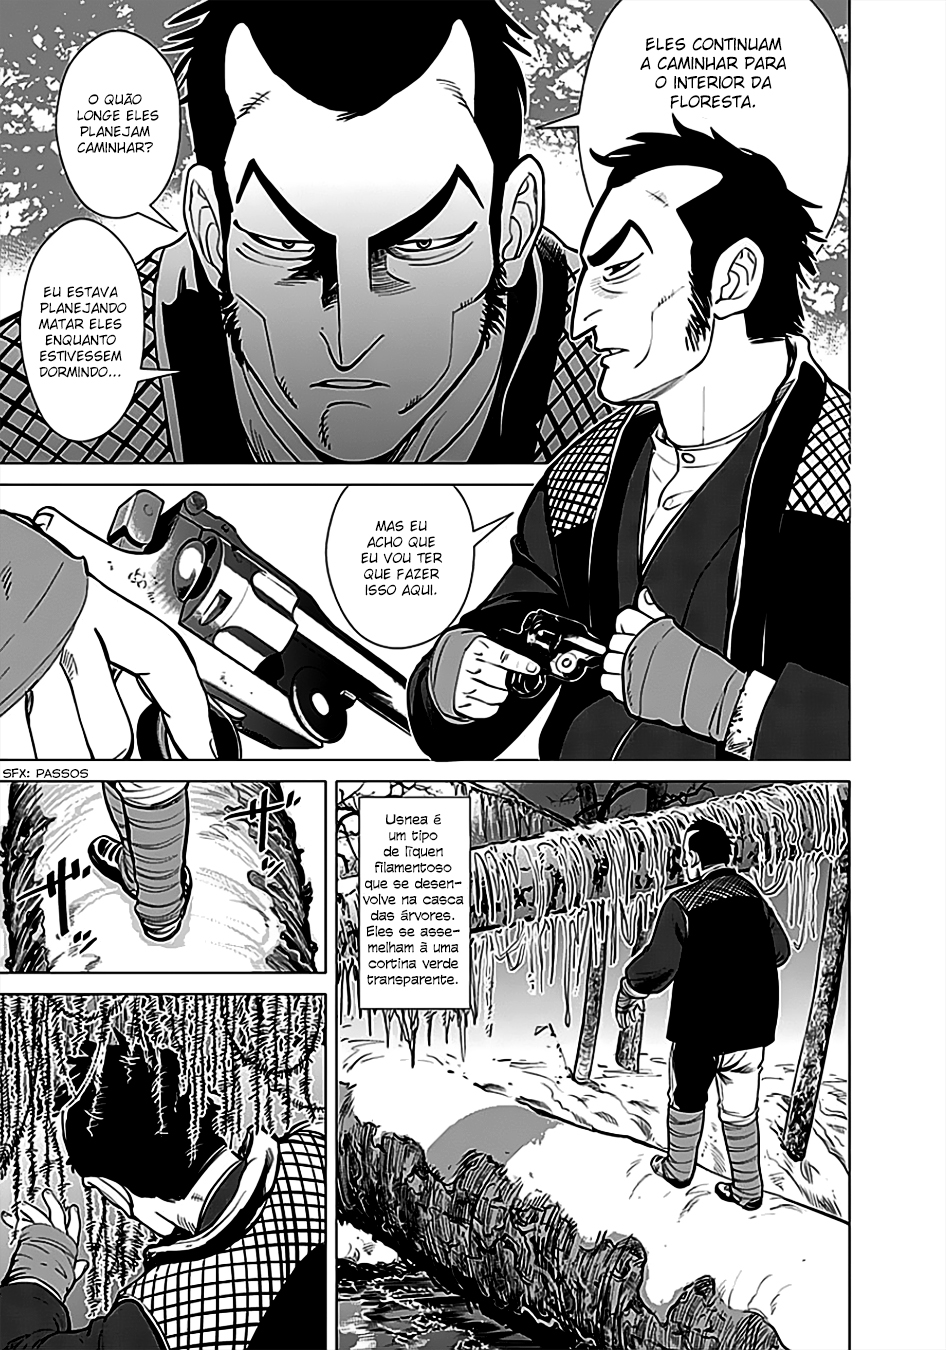 ELES CONTINUAM
A CAMINHAR PARA
O INTERIOR DA
FLORESTA.
O QUÃO
LONGE ELES
PLANEJAM
CAMINHAR?
EU ESTAVA
PLANEJANDO
MATAR ELES
ENQUANTO
ESTIVESSEM
DORMINDO...
MAS EU
ACHO QUE
EU VOU TER
QUE FAZER
ISSO AQUI.
SFX: PASSOS
ザ
ザ
Usnea é
um tipo
de líquen
filamentoso
que se desen-
volve na casca
das árvores.
Eles se asse-
melham à uma
cortina verde
transparente.